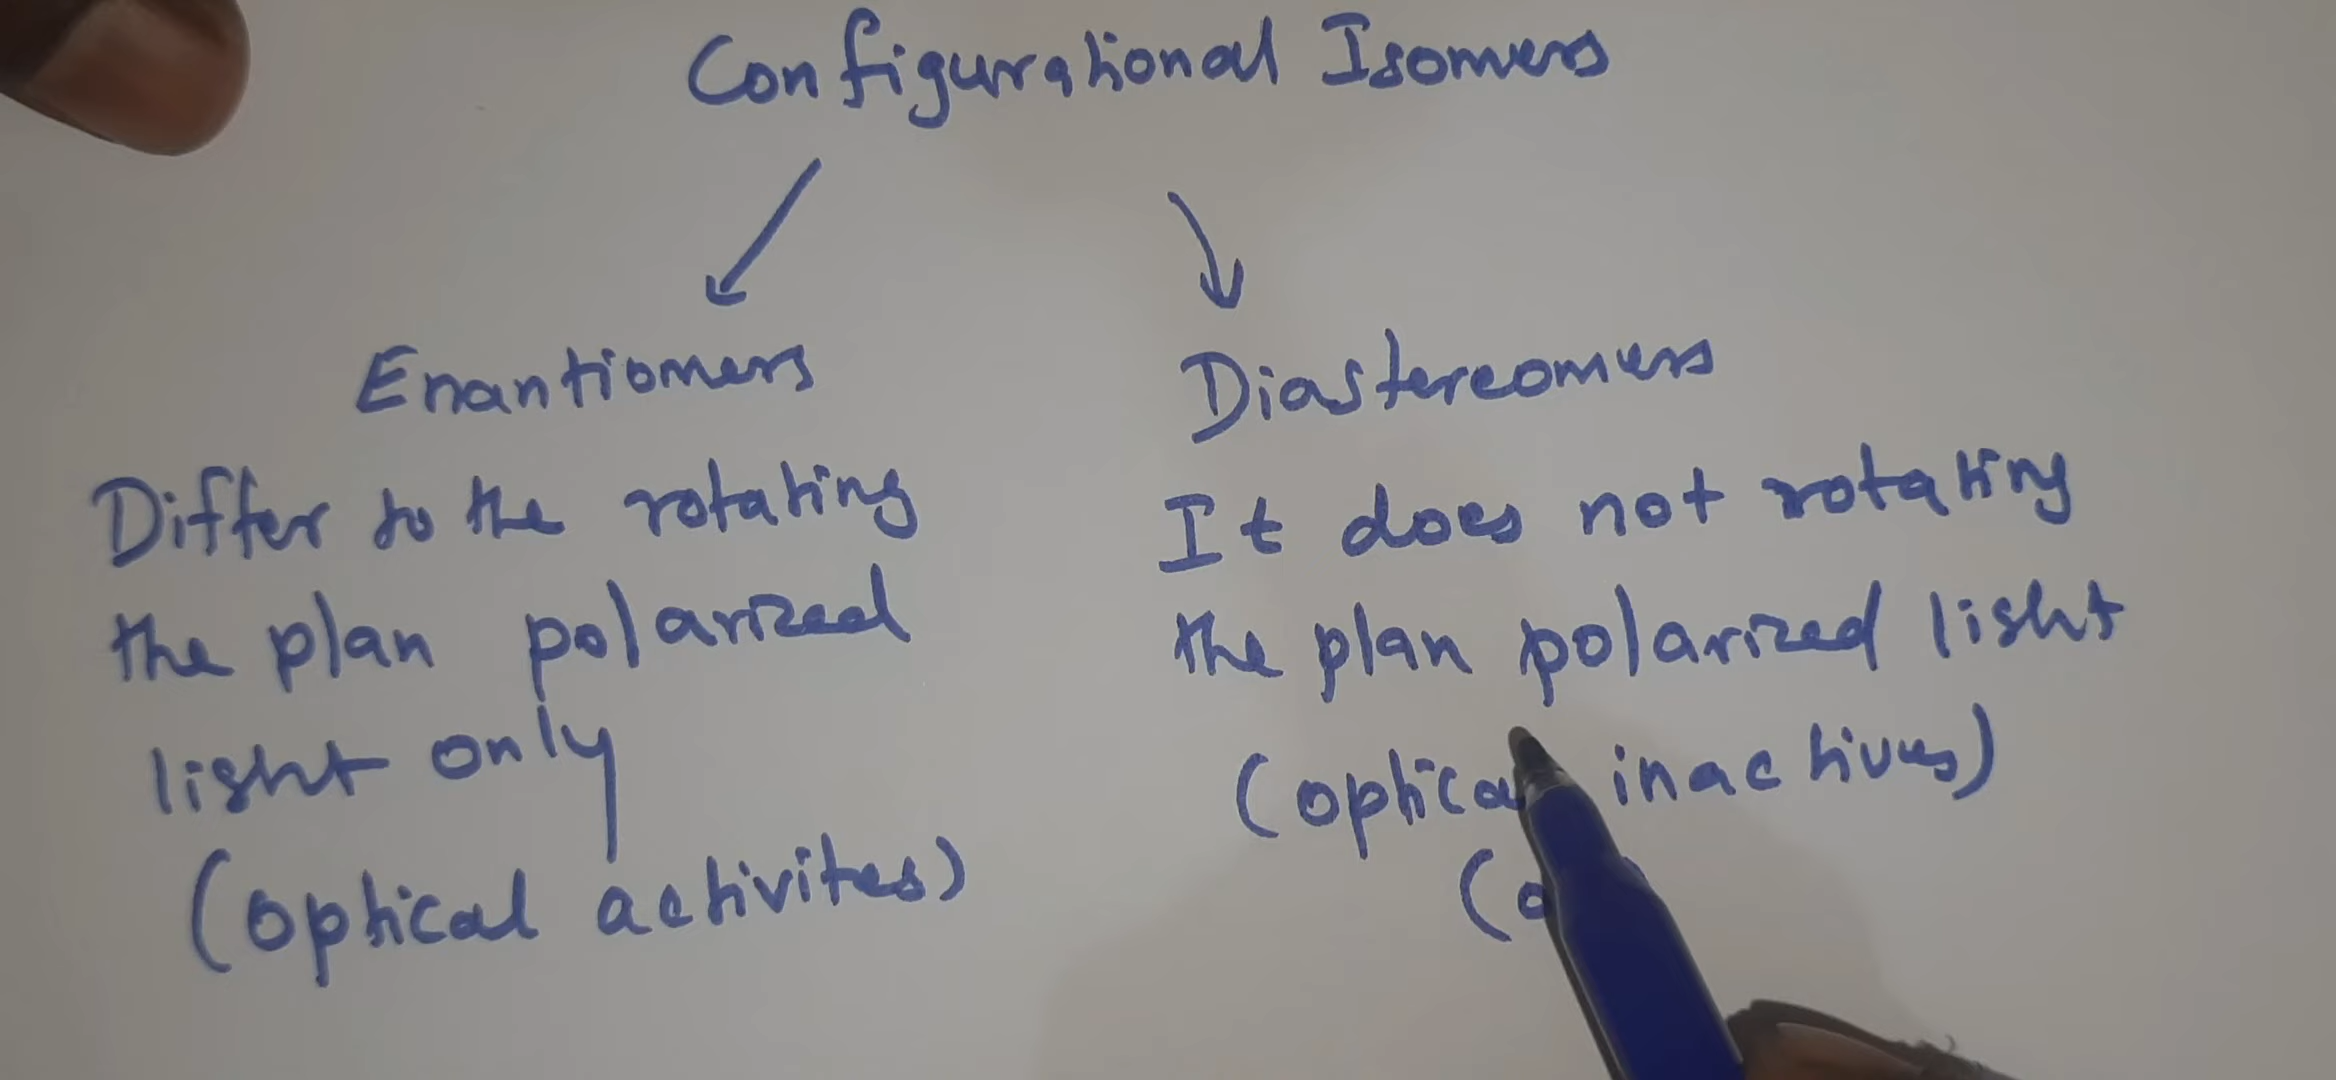 Configurational Isomers
Enantiomers
Differ to the rotating
the plan polarized
light only
(optical activites)
Diastereomers
It does not rotating
the plan polarized light
(optical inactives)
(o